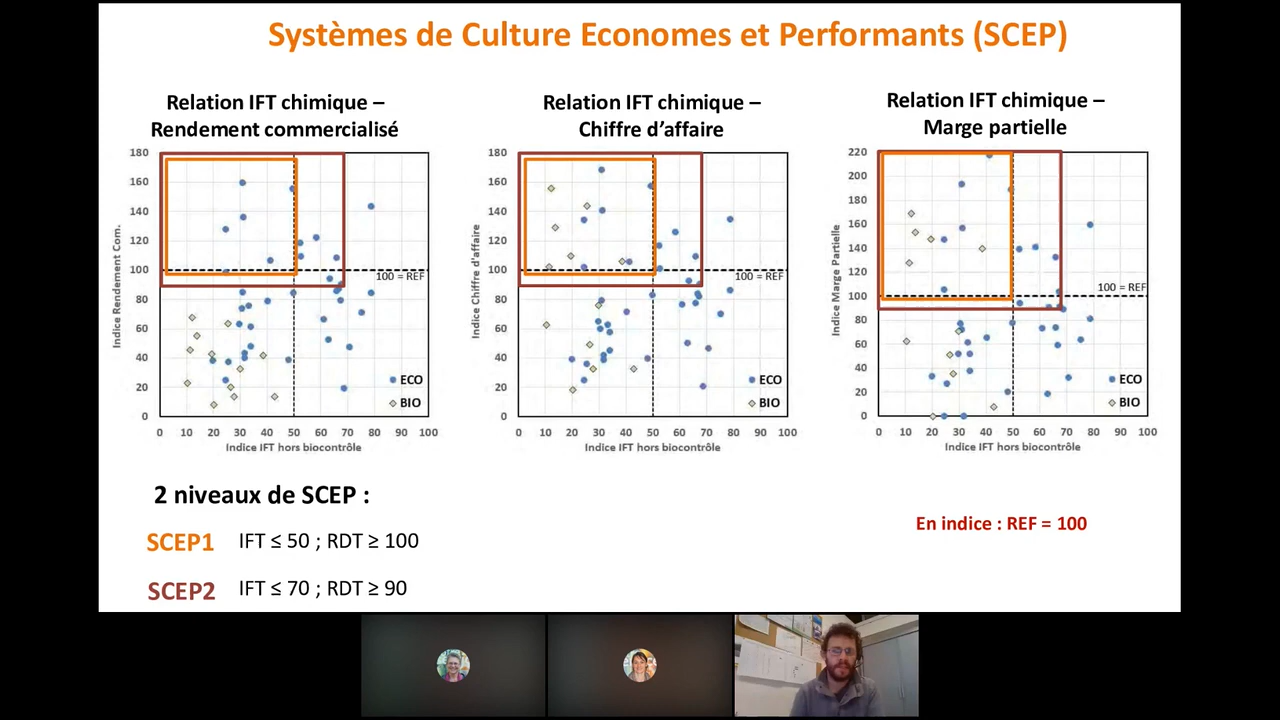 Systèmes de Culture Economes et Performants (SCEP)
Relation IFT chimique –
Rendement commercialisé
Relation IFT chimique –
Chiffre d’affaire
Relation IFT chimique –
Marge partielle
Indice Rendement Com.
180
160
140
120
100
80
60
40
20
0
100 = REF
ECO
BIO
0 10 20 30 40 50 60 70 80 90 100
Indice IFT hors biocontrôle
Indice Chiffre d'affaire
180
160
140
120
100
80
60
40
20
0
100 = REF
ECO
BIO
0 10 20 30 40 50 60 70 80 90 100
Indice IFT hors biocontrôle
Indice Marge Partielle
220
200
180
160
140
120
100
80
60
40
20
0
100 = REF
ECO
BIO
0 10 20 30 40 50 60 70 80 90 100
Indice IFT hors biocontrôle
2 niveaux de SCEP :
SCEP1 IFT ≤ 50 ; RDT ≥ 100
SCEP2 IFT ≤ 70 ; RDT ≥ 90
En indice : REF = 100